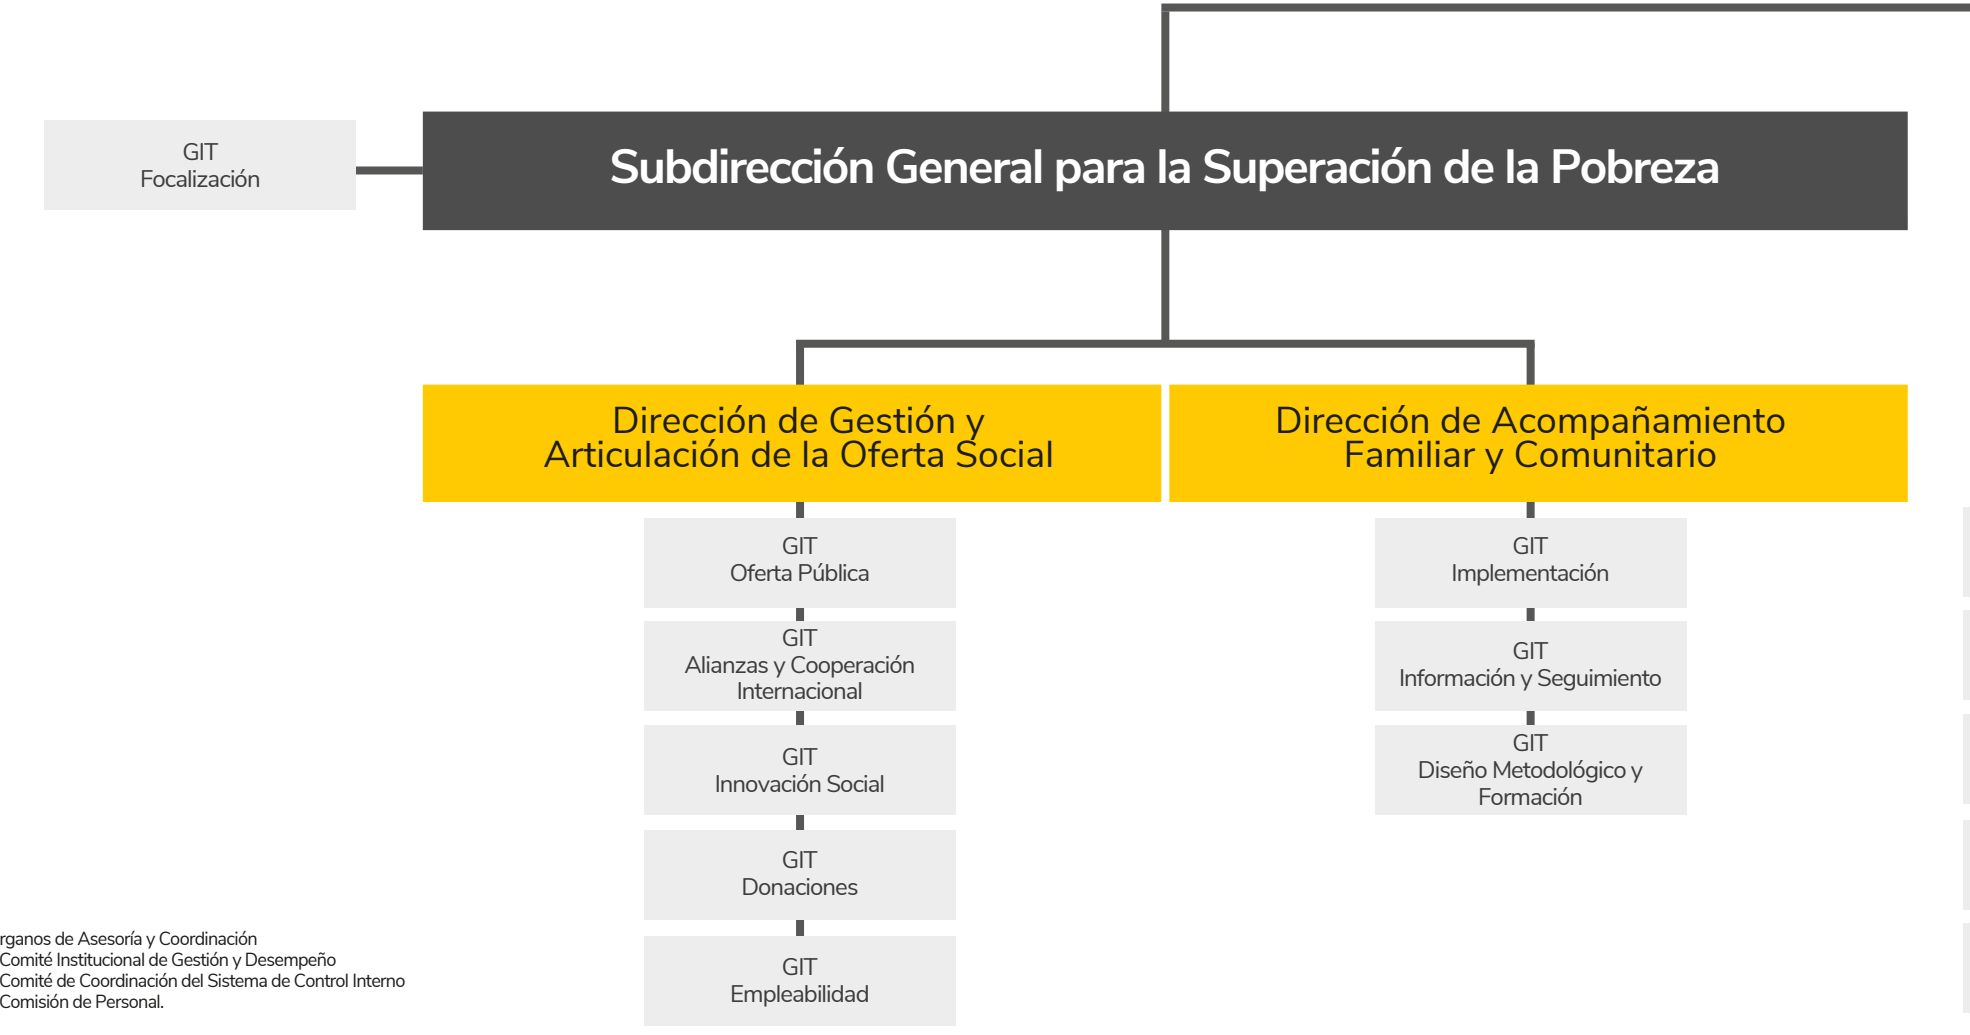 GIT
Focalización
Subdirección General para la Superación de la Pobreza
Dirección de Gestión y
Articulación de la Oferta Social
GIT
Oferta Pública
GIT
Alianzas y Cooperación
Internacional
GIT
Innovación Social
GIT
Donaciones
GIT
Empleabilidad
Dirección de Acompañamiento
Familiar y Comunitario
GIT
Implementación
GIT
Información y Seguimiento
GIT
Diseño Metodológico y
Formación
rganos de Asesoría y Coordinación
Comité Institucional de Gestión y Desempeño
Comité de Coordinación del Sistema de Control Interno
Comisión de Personal.